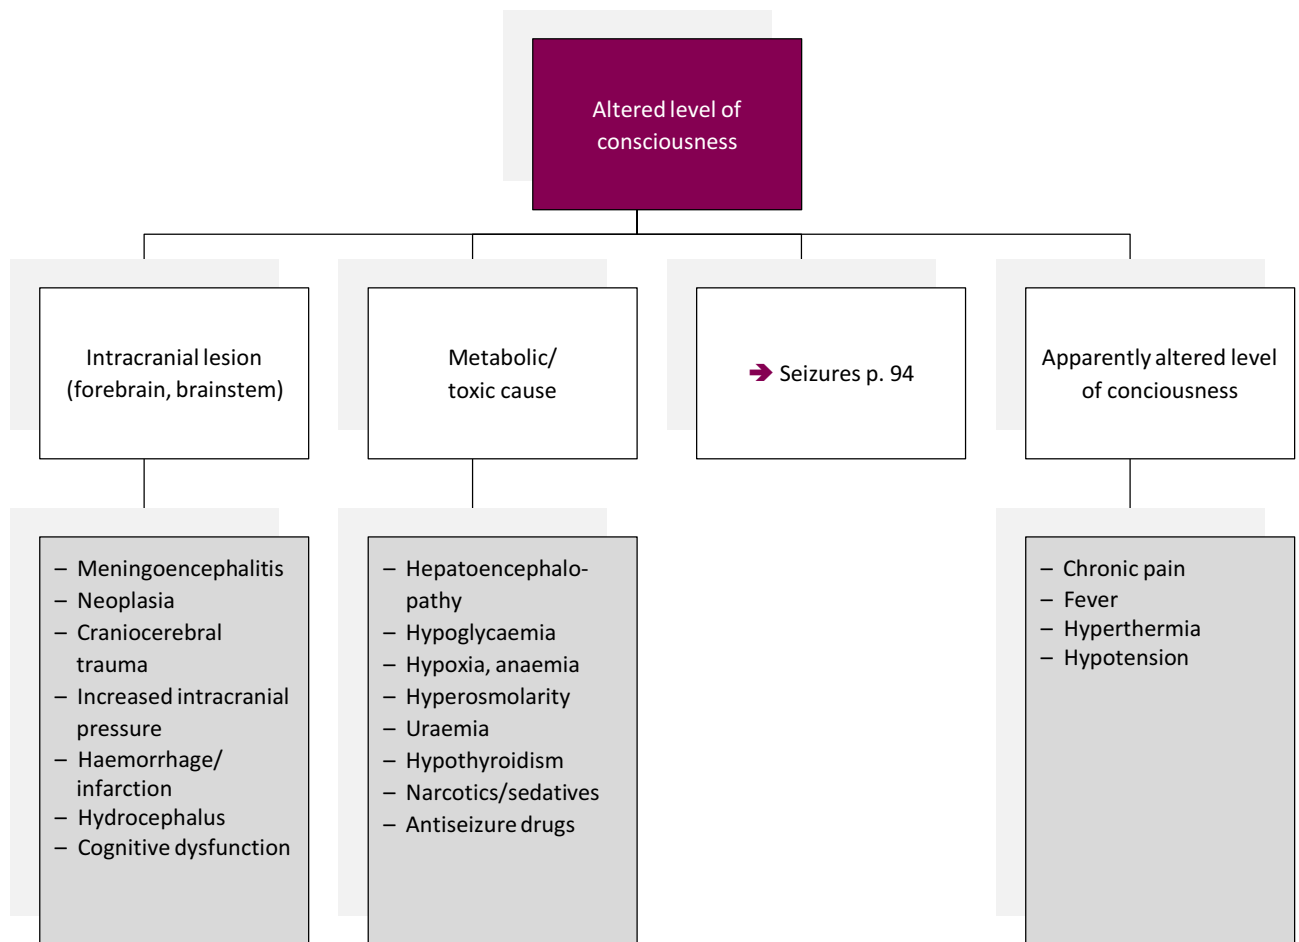 Altered level of
consciousness
Intracranial lesion
(forebrain, brainstem)
Metabolic/
toxic cause
➔ Seizures p. 94
Apparently altered level
of conciousness
– Meningoencephalitis
– Neoplasia
– Craniocerebral
trauma
– Increased intracranial
pressure
– Haemorrhage/
infarction
– Hydrocephalus
– Cognitive dysfunction
– Hepatoencephalo-
pathy
– Hypoglycaemia
– Hypoxia, anaemia
– Hyperosmolarity
– Uraemia
– Hypothyroidism
– Narcotics/sedatives
– Antiseizure drugs
– Chronic pain
– Fever
– Hyperthermia
– Hypotension